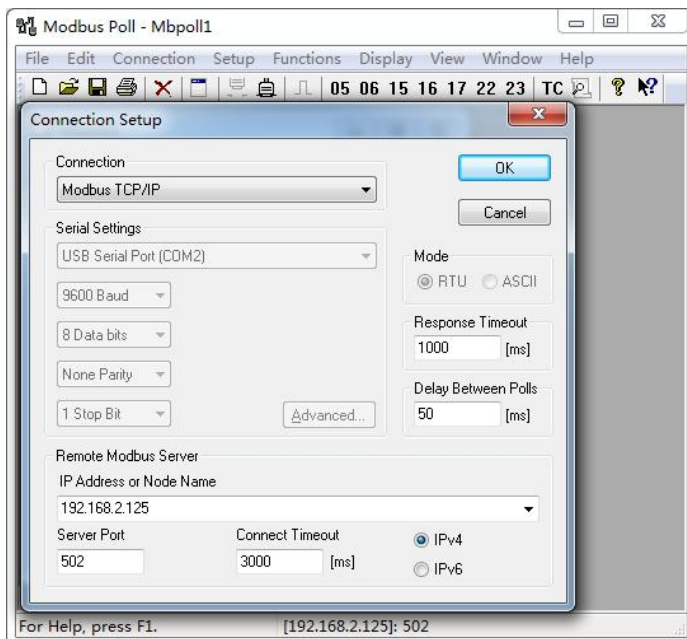 Modbus Poll - Mbpoll1
File Edit Connection Setup Functions Display View Window Help
05 06 15 16 17 22 23 TC
Connection Setup
Connection
Modbus TCP/IP
OK
Cancel
Serial Settings
USB Serial Port (COM2)
Mode
RTU ASCII
9600 Baud
Response Timeout
1000 [ms]
8 Data bits
None Parity
Delay Between Polls
50 [ms]
1 Stop Bit
Advanced...
Remote Modbus Server
IP Address or Node Name
192.168.2.125
Server Port
Connect Timeout
IPv4
502
3000 [ms]
IPv6
For Help, press F1.
[192.168.2.125]: 502